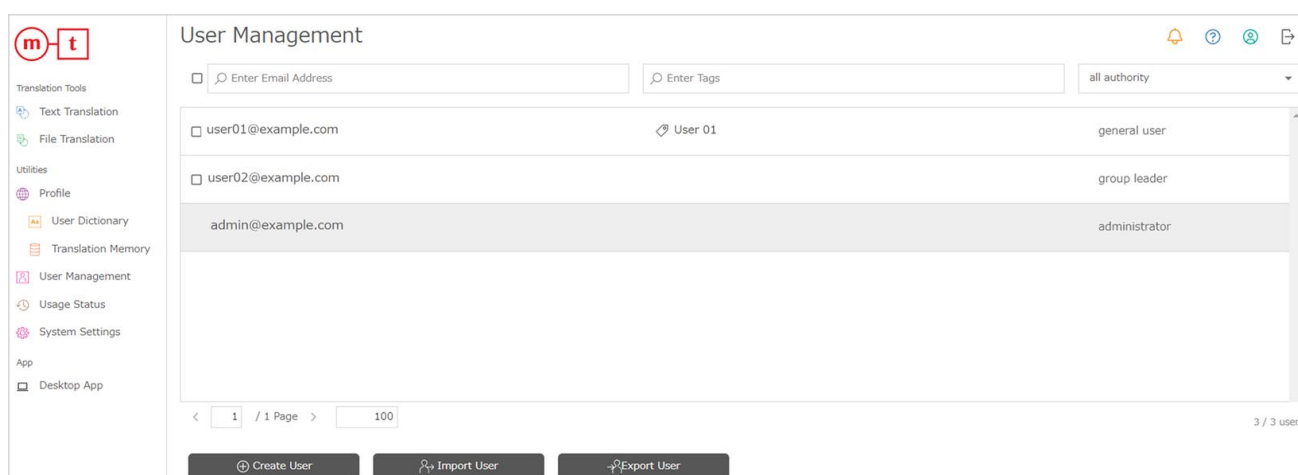 m t
User Management
Enter Email Address
Enter Tags
all authority
Translation Tools
Text Translation
File Translation
Utilities
Profile
Aa User Dictionary
Translation Memory
User Management
Usage Status
System Settings
App
Desktop App
user01@example.com User 01 general user
user02@example.com group leader
admin@example.com administrator
< 1 / 1 Page > 100
3 / 3 user
Create User
Import User
Export User